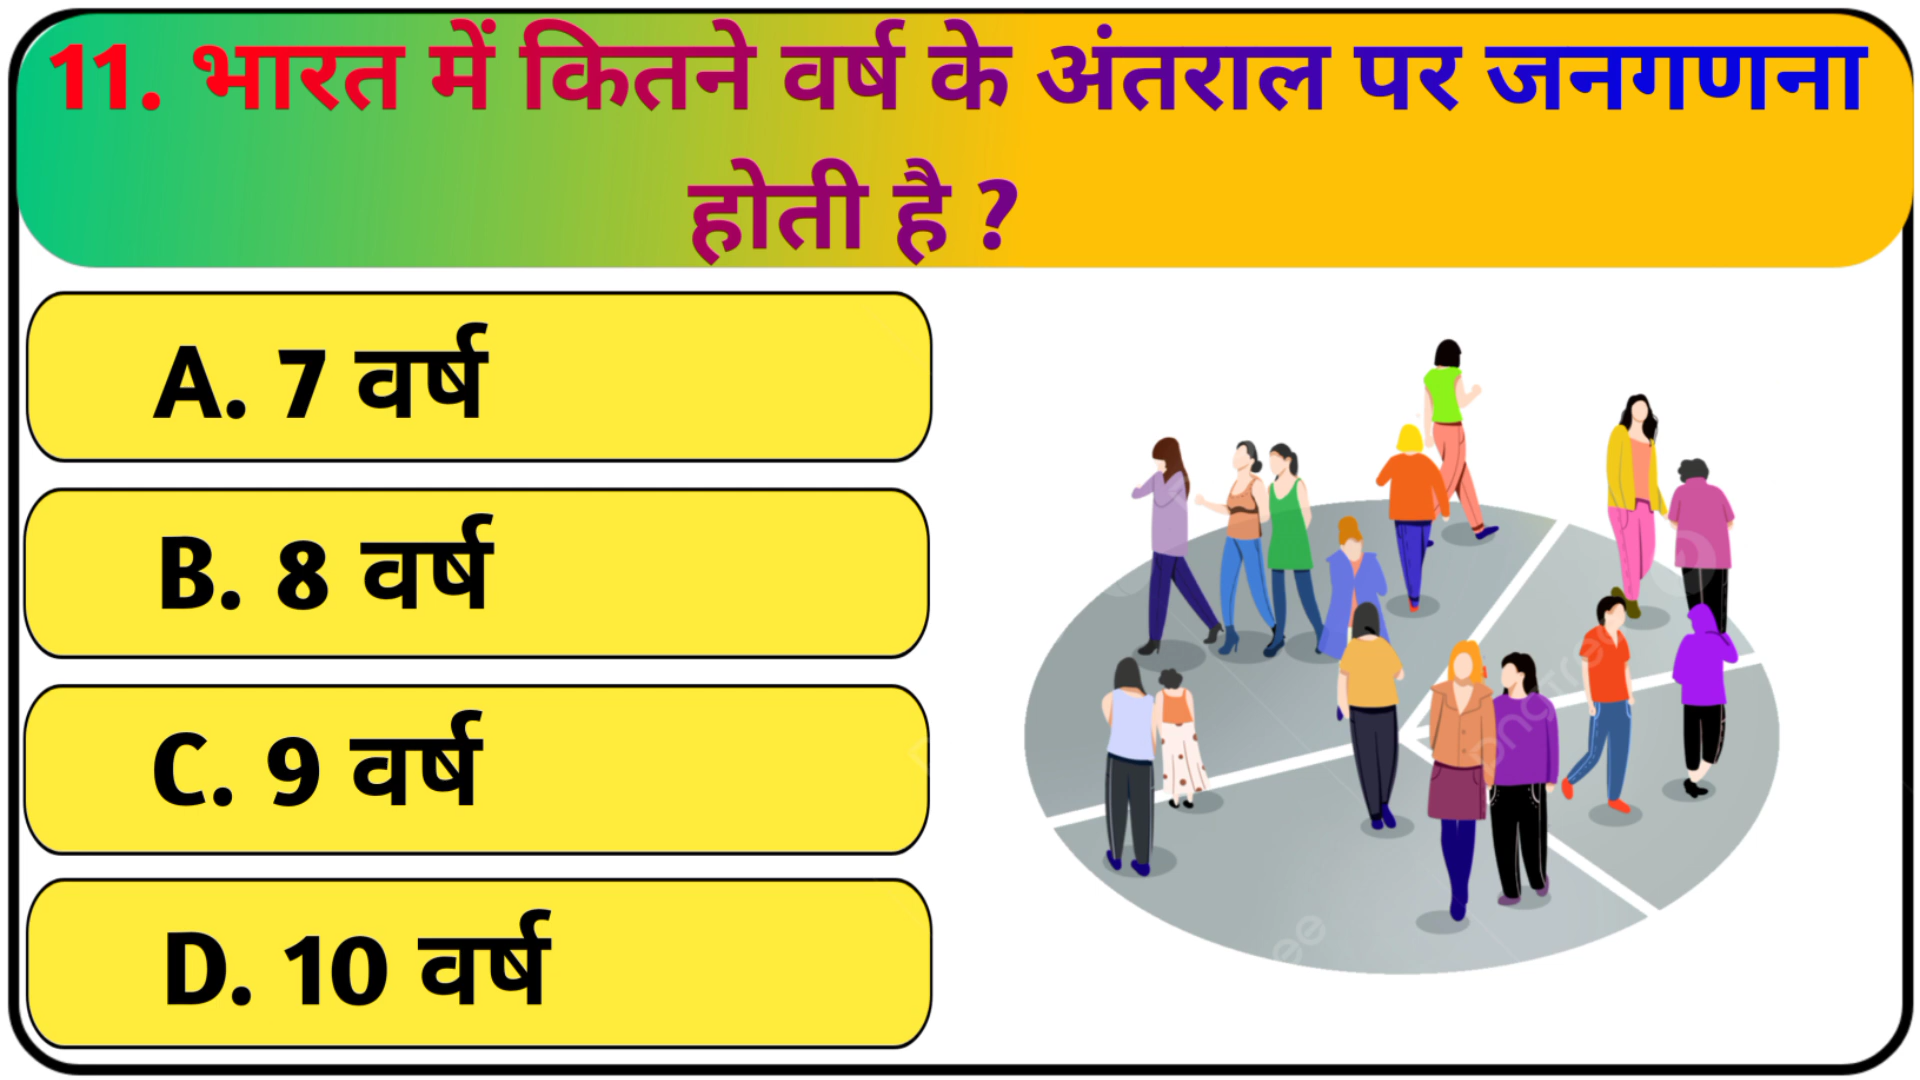 11. भारत में कितने वर्ष के अंतराल पर जनगणना
होती है ?
A. 7 वर्ष
B. 8 वर्ष
C. 9 वर्ष
D. 10 वर्ष